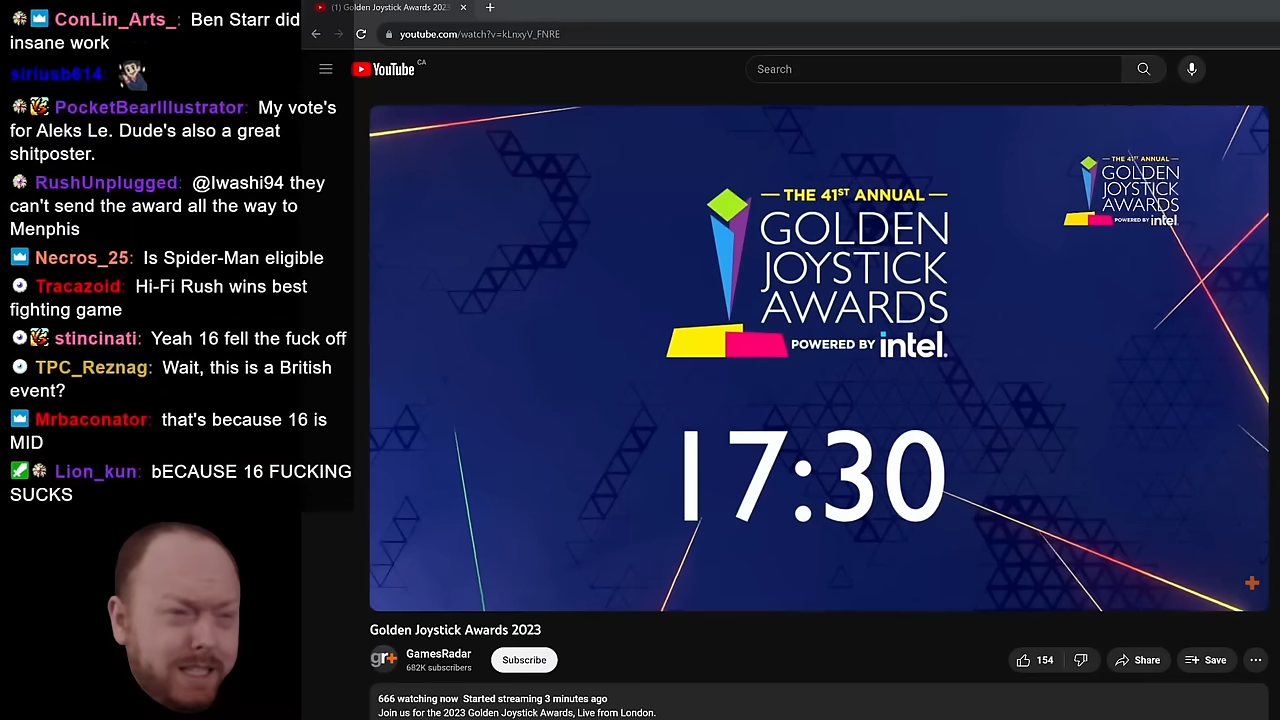 ConLin_Arts_: Ben Starr did
insane work
siriusb614:
PocketBearIllustrator: My vote's
for Aleks Le. Dude's also a great
shitposter.
RushUnplugged: @Iwashi94 they
can't send the award all the way to
Menphis
Necros_25: Is Spider-Man eligible
Tracazoid: Hi-Fi Rush wins best
fighting game
stincinati: Yeah 16 fell the fuck off
TPC_Reznag: Wait, this is a British
event?
Mrbaconator: that's because 16 is
MID
Lion_kun: bECAUSE 16 FUCKING
SUCKS
(1) Golden Joystick Awards 2023
youtube.com/watch?v=kLnxyV_FNRE
YouTube CA
Search
THE 41ST ANNUAL
GOLDEN
JOYSTICK
AWARDS
POWERED BY intel.
THE 41ST ANNUAL
GOLDEN
JOYSTICK
AWARDS
POWERED BY intel.
17:30
Golden Joystick Awards 2023
gr+
GamesRadar
682K subscribers
Subscribe
154
Share
Save
666 watching now Started streaming 3 minutes ago
Join us for the 2023 Golden Joystick Awards, Live from London.